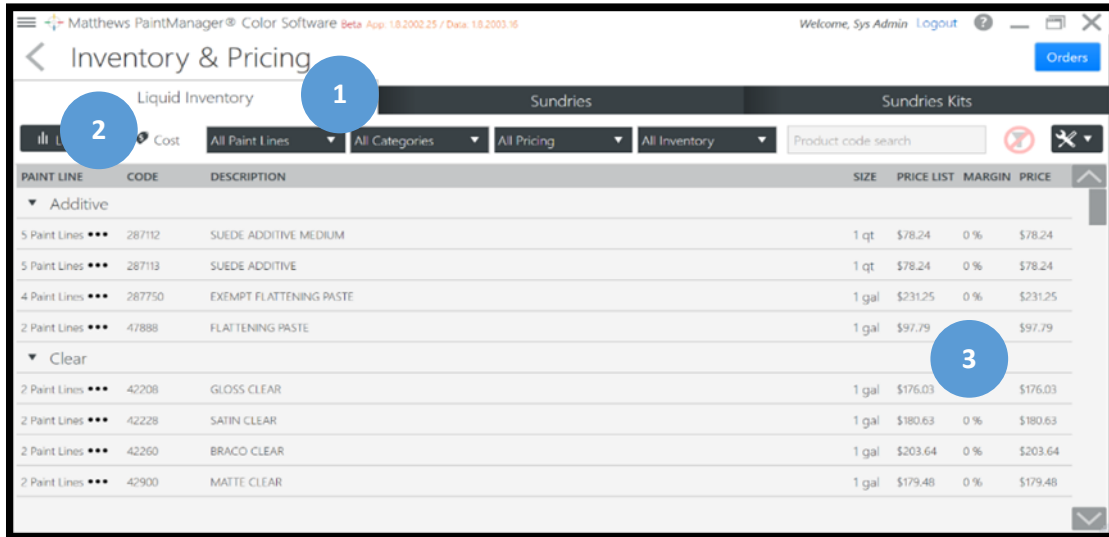 Matthews PaintManager® Color Software Beta App: 1.8.2002.25 / Data: 1.8.2003.16 Welcome, Sys Admin Logout ?
Inventory & Pricing Orders
Liquid Inventory 1 Sundries Sundries Kits
2 Cost All Paint Lines All Categories All Pricing All Inventory Product code search
PAINT LINE CODE DESCRIPTION SIZE PRICE LIST MARGIN PRICE
Additive
5 Paint Lines ••• 287112 SUEDE ADDITIVE MEDIUM 1 qt $78.24 0 % $78.24
5 Paint Lines ••• 287113 SUEDE ADDITIVE 1 qt $78.24 0 % $78.24
4 Paint Lines ••• 287750 EXEMPT FLATTENING PASTE 1 gal $231.25 0 % $231.25
2 Paint Lines ••• 47888 FLATTENING PASTE 1 gal $97.79 $97.79
Clear 3
2 Paint Lines ••• 42208 GLOSS CLEAR 1 gal $176.03 $176.03
2 Paint Lines ••• 42228 SATIN CLEAR 1 gal $180.63 0 % $180.63
2 Paint Lines ••• 42260 BRACO CLEAR 1 gal $203.64 0 % $203.64
2 Paint Lines ••• 42900 MATTE CLEAR 1 gal $179.48 0 % $179.48